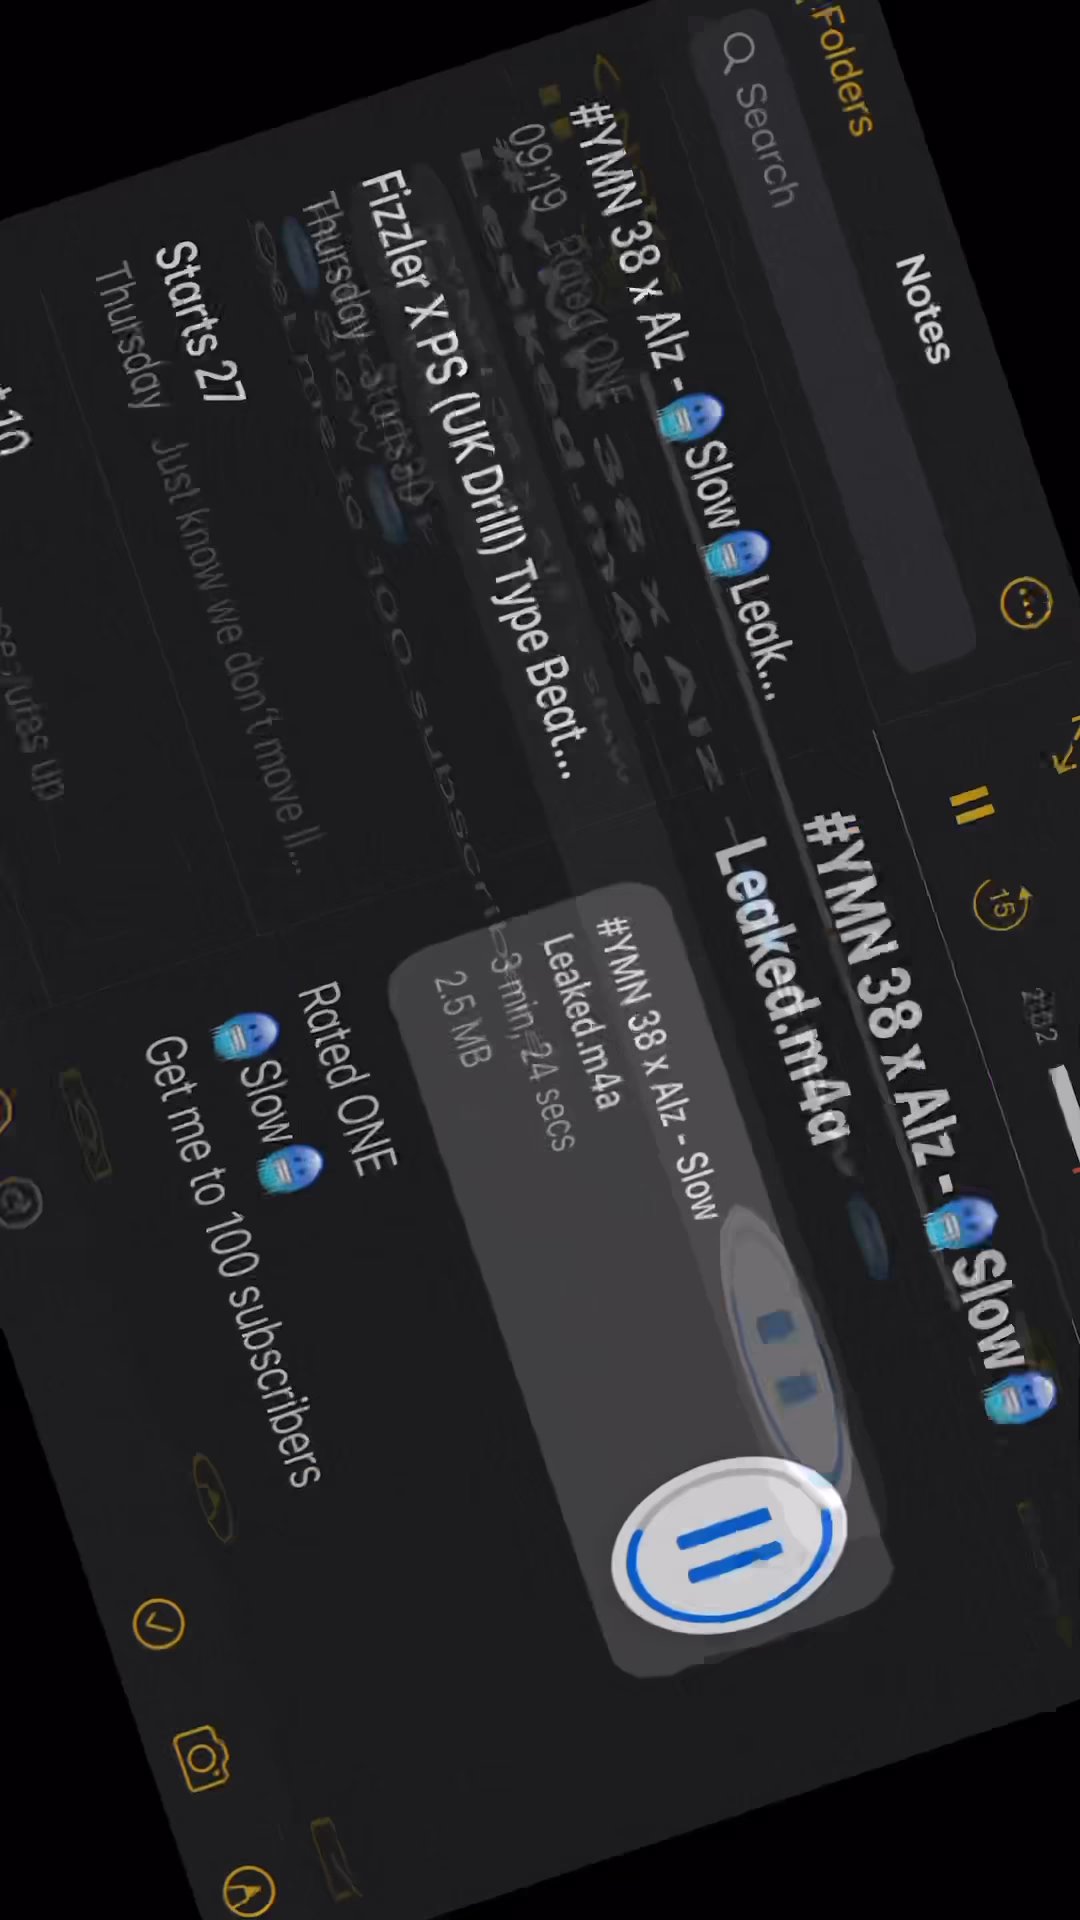 Folders
Notes
Search
#YMN 38 x Alz - 🥶Slow🥶Leak...
09:19 Rated ONE
Fizzler X PS (UK Drill) Type Beat...
Thursday Starts 30
Starts 27
Thursday Just know we don't move ll...
15
#YMN 38 x Alz - 🥶Slow🥶
Leaked.m4a
#YMN 38 x Alz - Slow
Leaked.m4a
3 min, 24 secs
2.5 MB
Rated ONE
🥶Slow🥶
Get me to 100 subscribers